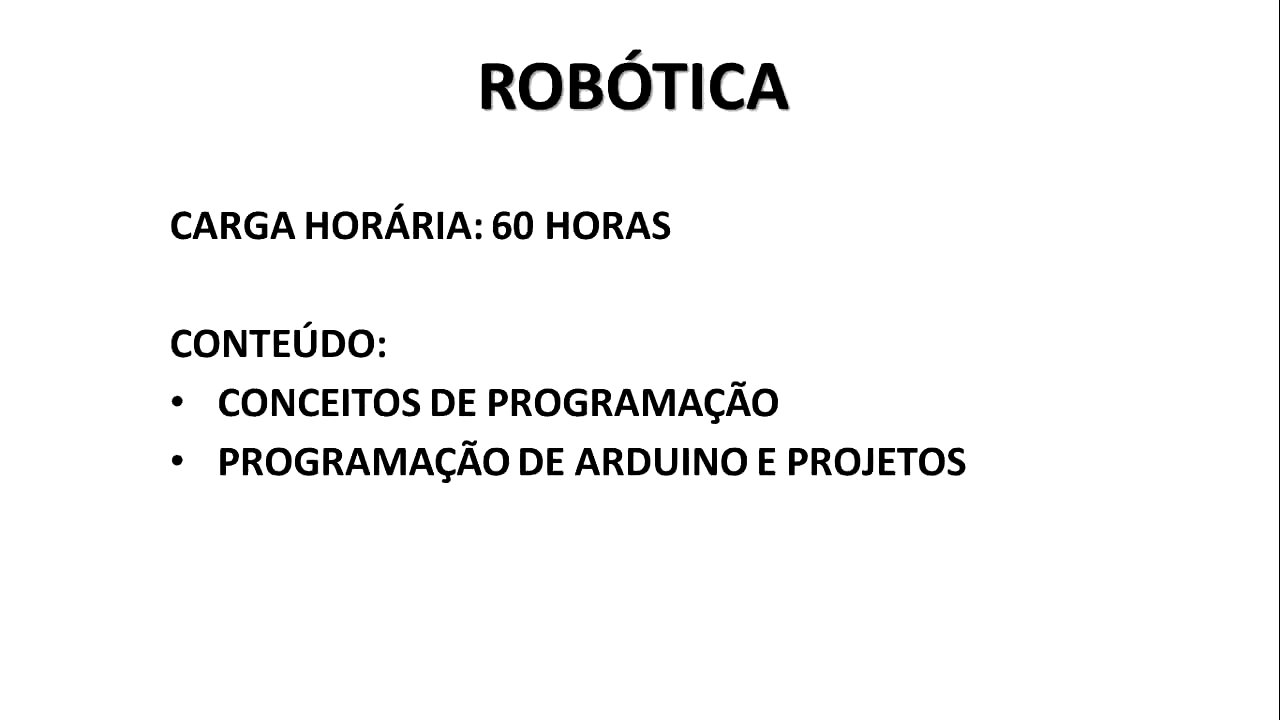 ROBÓTICA
CARGA HORÁRIA: 60 HORAS
CONTEÚDO:
• CONCEITOS DE PROGRAMAÇÃO
• PROGRAMAÇÃO DE ARDUINO E PROJETOS